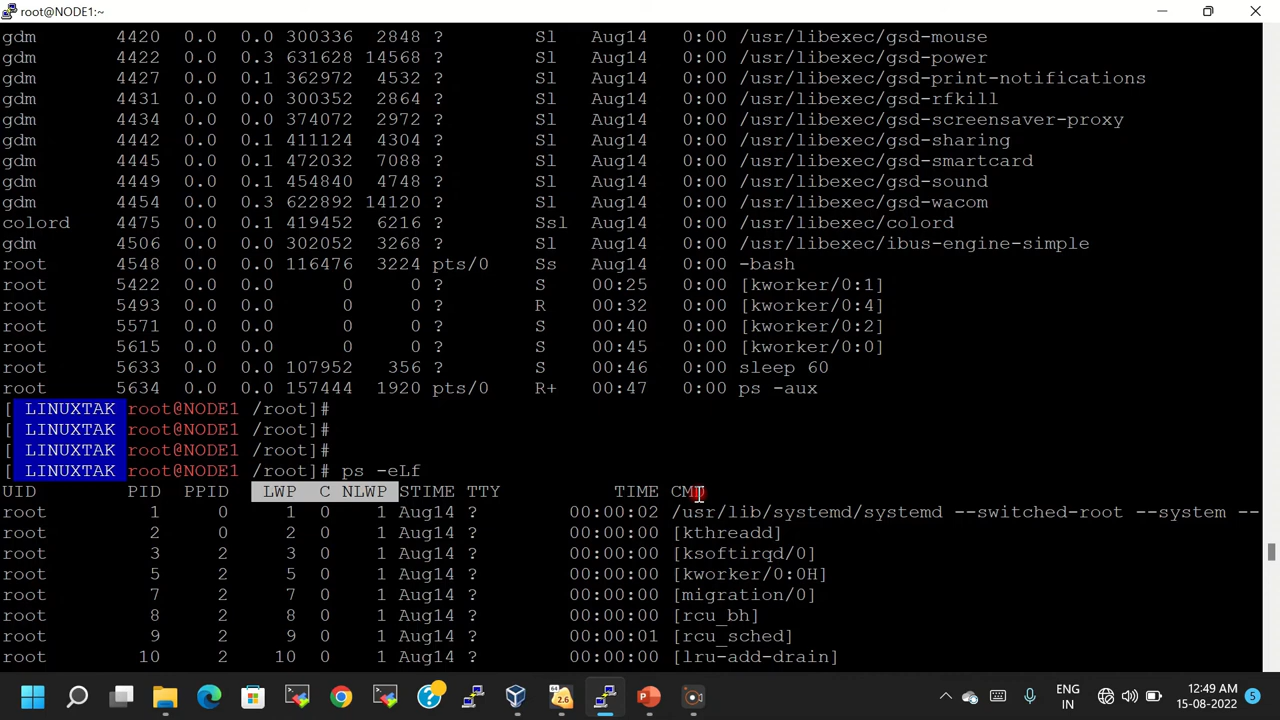 root@NODE1:~
gdm 4420 0.0 0.0 300336 2848 ? Sl Aug14 0:00 /usr/libexec/gsd-mouse
gdm 4422 0.0 0.3 631628 14568 ? Sl Aug14 0:00 /usr/libexec/gsd-power
gdm 4427 0.0 0.1 362972 4532 ? Sl Aug14 0:00 /usr/libexec/gsd-print-notifications
gdm 4431 0.0 0.0 300352 2864 ? Sl Aug14 0:00 /usr/libexec/gsd-rfkill
gdm 4434 0.0 0.0 374072 2972 ? Sl Aug14 0:00 /usr/libexec/gsd-screensaver-proxy
gdm 4442 0.0 0.1 411124 4304 ? Sl Aug14 0:00 /usr/libexec/gsd-sharing
gdm 4445 0.0 0.1 472032 7088 ? Sl Aug14 0:00 /usr/libexec/gsd-smartcard
gdm 4449 0.0 0.1 454840 4748 ? Sl Aug14 0:00 /usr/libexec/gsd-sound
gdm 4454 0.0 0.3 622892 14120 ? Sl Aug14 0:00 /usr/libexec/gsd-wacom
colord 4475 0.0 0.1 419452 6216 ? Ssl Aug14 0:00 /usr/libexec/colord
gdm 4506 0.0 0.0 302052 3268 ? Sl Aug14 0:00 /usr/libexec/ibus-engine-simple
root 4548 0.0 0.0 116476 3224 pts/0 Ss Aug14 0:00 -bash
root 5422 0.0 0.0 0 0 ? S 00:25 0:00 [kworker/0:1]
root 5493 0.0 0.0 0 0 ? R 00:32 0:00 [kworker/0:4]
root 5571 0.0 0.0 0 0 ? S 00:40 0:00 [kworker/0:2]
root 5615 0.0 0.0 0 0 ? S 00:45 0:00 [kworker/0:0]
root 5633 0.0 0.0 107952 356 ? S 00:46 0:00 sleep 60
root 5634 0.0 0.0 157444 1920 pts/0 R+ 00:47 0:00 ps -aux
[ LINUXTAK root@NODE1 /root]#
[ LINUXTAK root@NODE1 /root]#
[ LINUXTAK root@NODE1 /root]#
[ LINUXTAK root@NODE1 /root]# ps -eLf
UID PID PPID LWP C NLWP STIME TTY TIME CMD
root 1 0 1 0 1 Aug14 ? 00:00:02 /usr/lib/systemd/systemd --switched-root --system --
root 2 0 2 0 1 Aug14 ? 00:00:00 [kthreadd]
root 3 2 3 0 1 Aug14 ? 00:00:00 [ksoftirqd/0]
root 5 2 5 0 1 Aug14 ? 00:00:00 [kworker/0:0H]
root 7 2 7 0 1 Aug14 ? 00:00:00 [migration/0]
root 8 2 8 0 1 Aug14 ? 00:00:00 [rcu_bh]
root 9 2 9 0 1 Aug14 ? 00:00:01 [rcu_sched]
root 10 2 10 0 1 Aug14 ? 00:00:00 [lru-add-drain]
64
2.6
ENG
IN
12:49 AM
15-08-2022
5